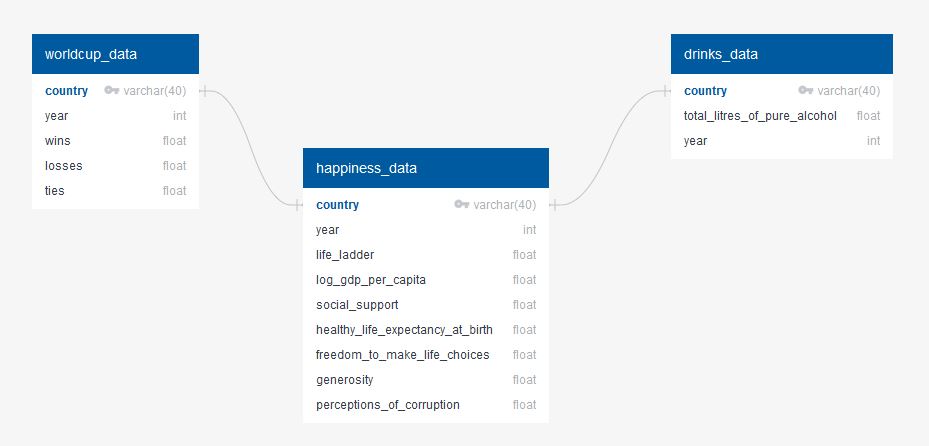 worldcup_data
country varchar(40)
year int
wins float
losses float
ties float
happiness_data
country varchar(40)
year int
life_ladder float
log_gdp_per_capita float
social_support float
healthy_life_expectancy_at_birth float
freedom_to_make_life_choices float
generosity float
perceptions_of_corruption float
drinks_data
country varchar(40)
total_litres_of_pure_alcohol float
year int